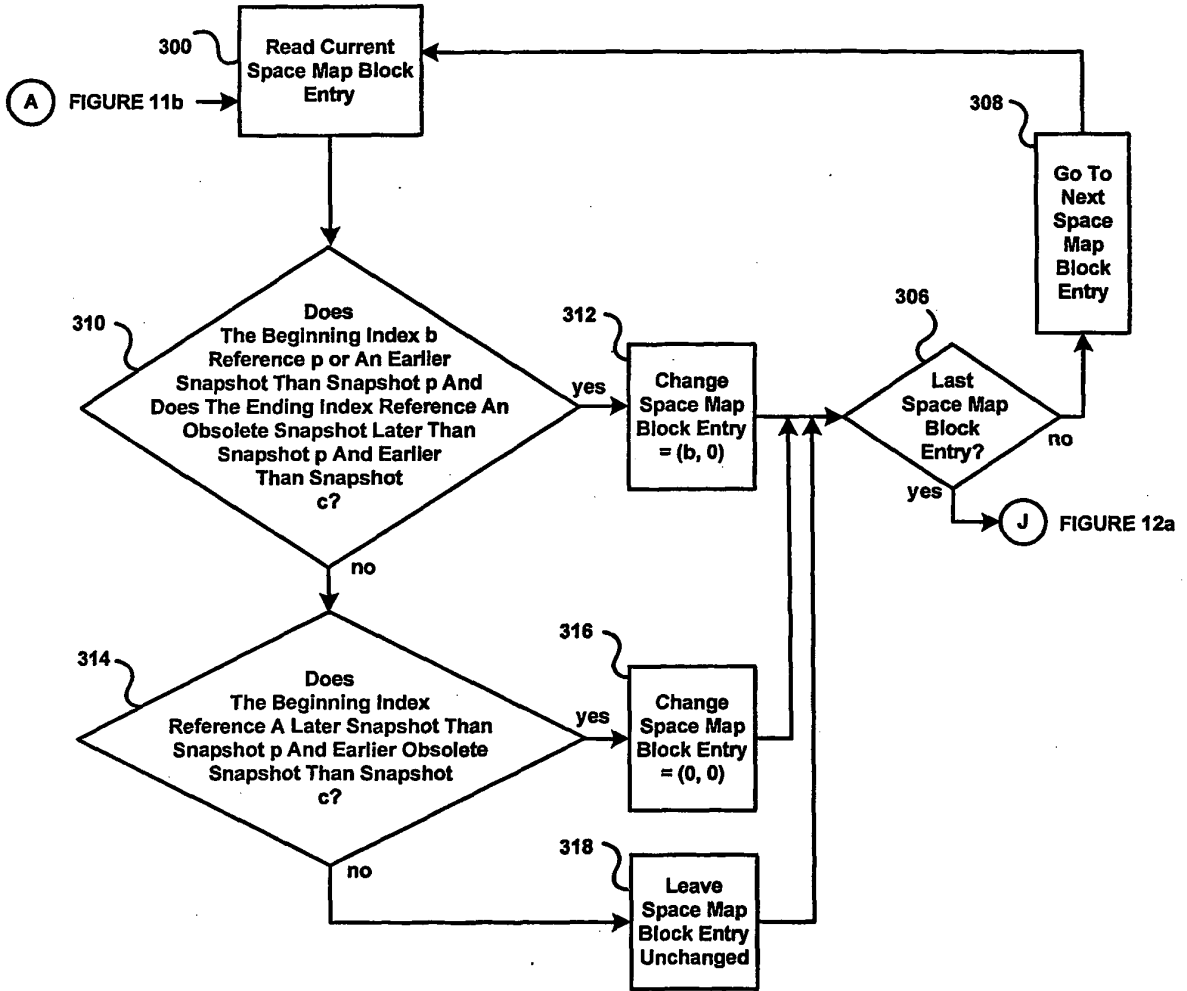 300
Read Current
Space Map Block
Entry
A
FIGURE 11b
308
Go To
Next
Space
Map
Block
Entry
310
Does
The Beginning Index b
Reference p or An Earlier
Snapshot Than Snapshot p And
Does The Ending Index Reference An
Obsolete Snapshot Later Than
Snapshot p And Earlier
Than Snapshot
c?
yes
no
312
Change
Space Map
Block Entry
= (b, 0)
306
Last
Space Map
Block
Entry?
no
yes
J
FIGURE 12a
314
Does
The Beginning Index
Reference A Later Snapshot Than
Snapshot p And Earlier Obsolete
Snapshot Than Snapshot
c?
yes
no
316
Change
Space Map
Block Entry
= (0, 0)
318
Leave
Space Map
Block Entry
Unchanged